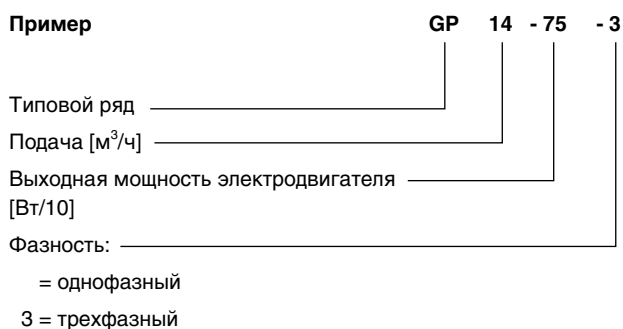 Пример GP 14 - 75 - 3
Типовой ряд
Подача [м³/ч]
Выходная мощность электродвигателя
[Вт/10]
Фазность:
= однофазный
3 = трехфазный